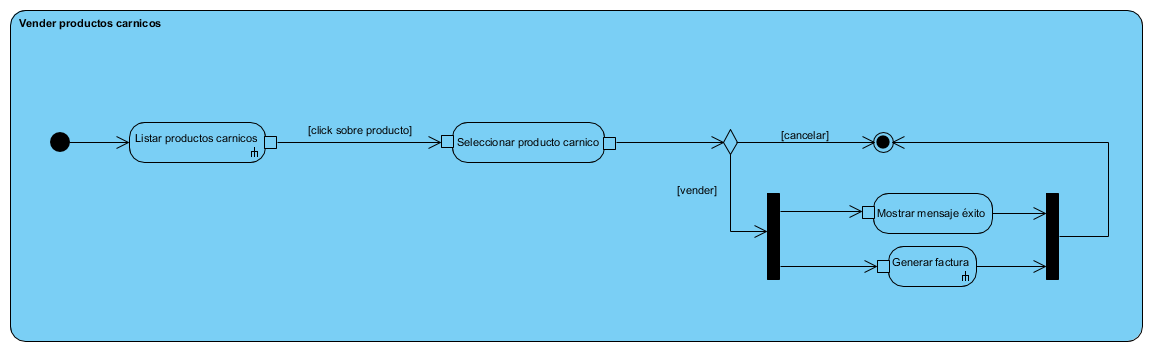 Vender productos carnicos
Listar productos carnicos
[click sobre producto]
Seleccionar producto carnico
[cancelar]
[vender]
Mostrar mensaje éxito
Generar factura